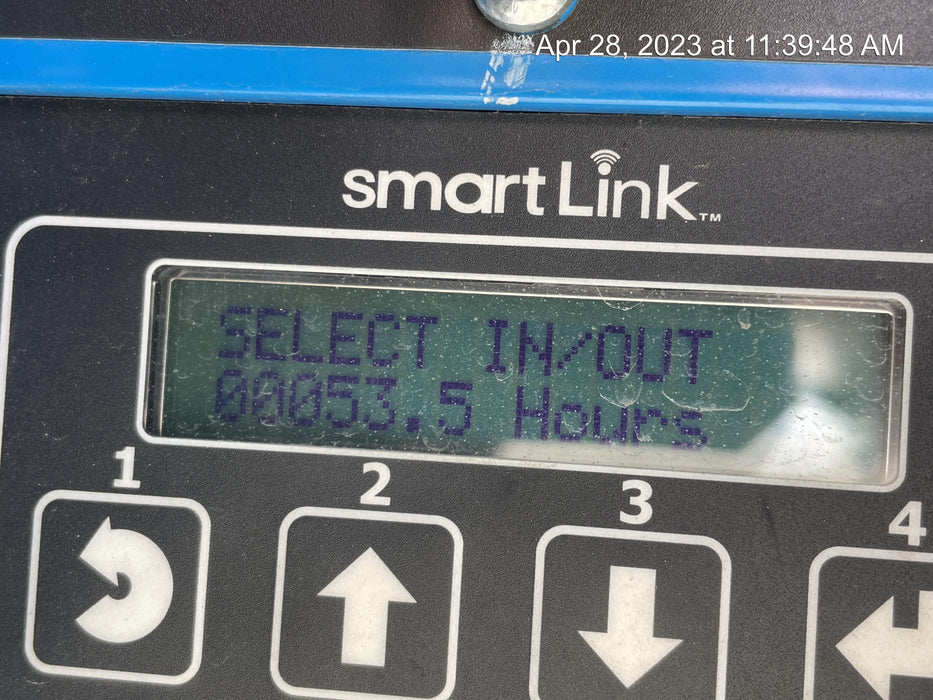 Apr 28, 2023 at 11:39:48 AM
smartLink™
SELECT IN/OUT
00053.5 Hours
1
2
3
4